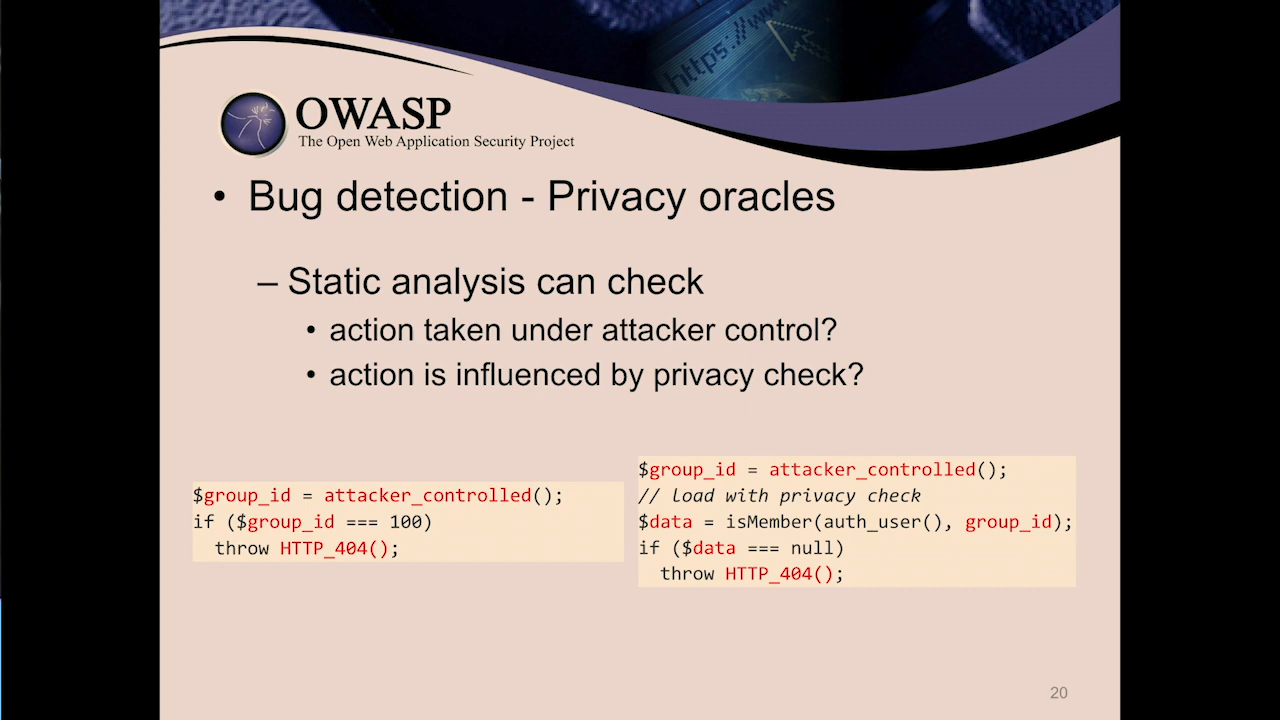 https://www
OWASP
The Open Web Application Security Project
• Bug detection - Privacy oracles
– Static analysis can check
• action taken under attacker control?
• action is influenced by privacy check?
$group_id = attacker_controlled();
if ($group_id === 100)
throw HTTP_404();
$group_id = attacker_controlled();
// load with privacy check
$data = isMember(auth_user(), group_id);
if ($data === null)
throw HTTP_404();
20